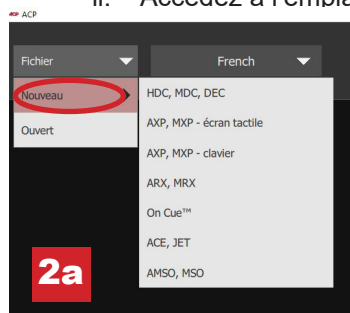 ii. Accédez à l'empla
ACP
Fichier
French
Nouveau
HDC, MDC, DEC
Ouvert
AXP, MXP - écran tactile
AXP, MXP - clavier
ARX, MRX
On Cue™
ACE, JET
AMSO, MSO
2a